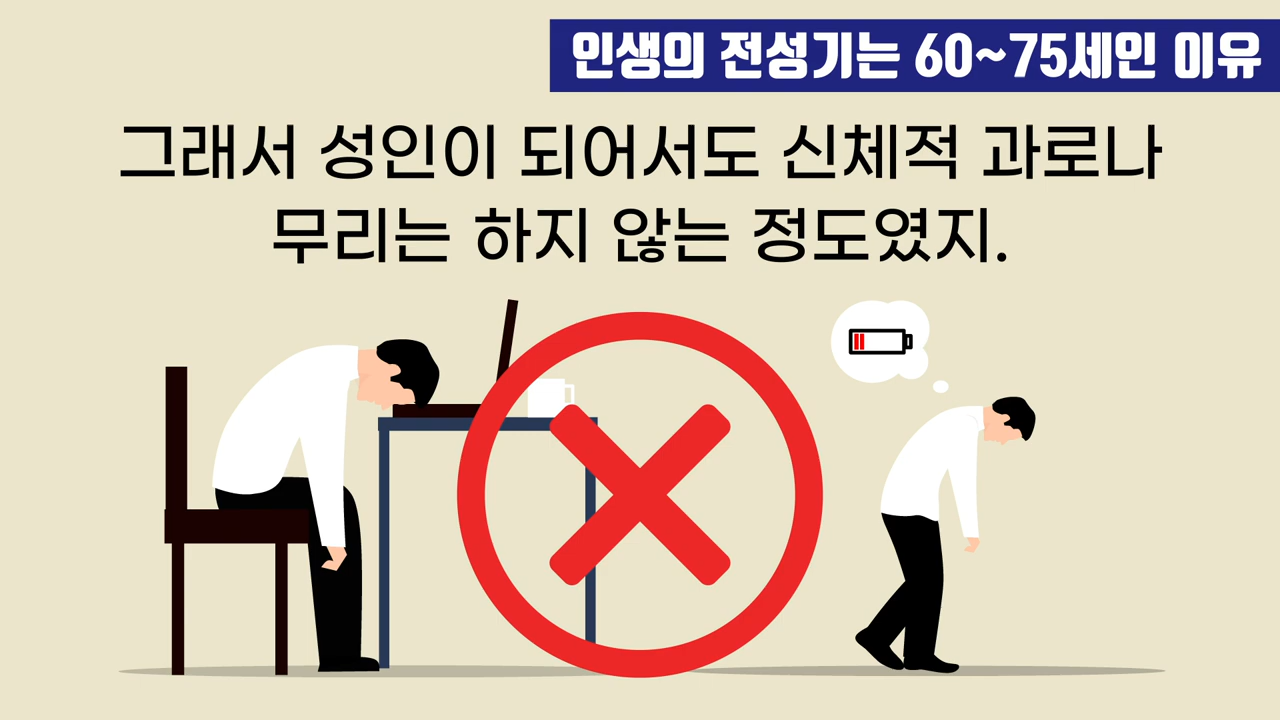 인생의 전성기는 60~75세인 이유
그래서 성인이 되어서도 신체적 과로나
무리는 하지 않는 정도였지.